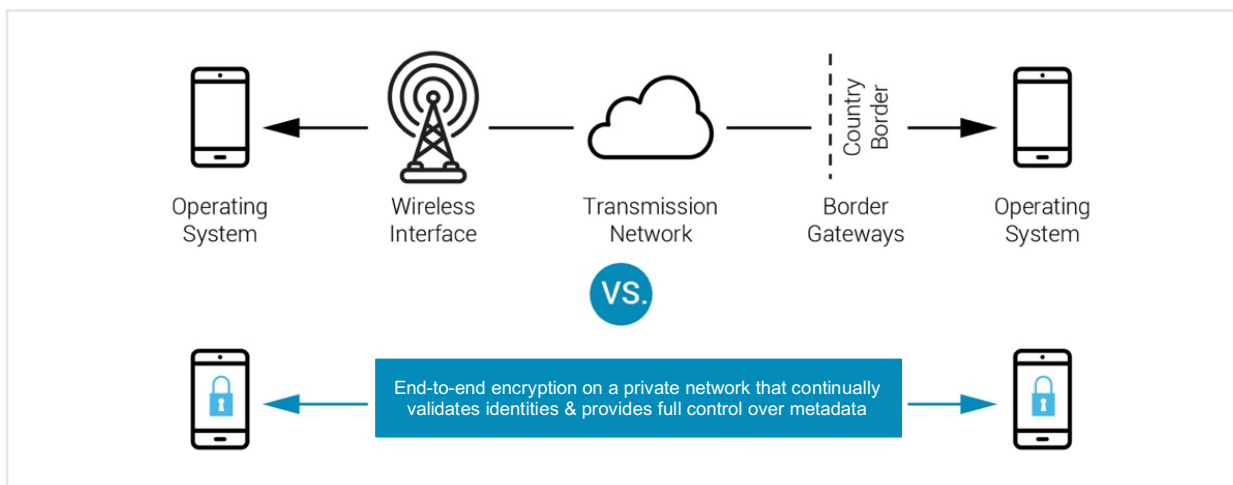 Country
Border
Operating
System
Wireless
Interface
Transmission
Network
Border
Gateways
Operating
System
VS.
End-to-end encryption on a private network that continually
validates identities & provides full control over metadata